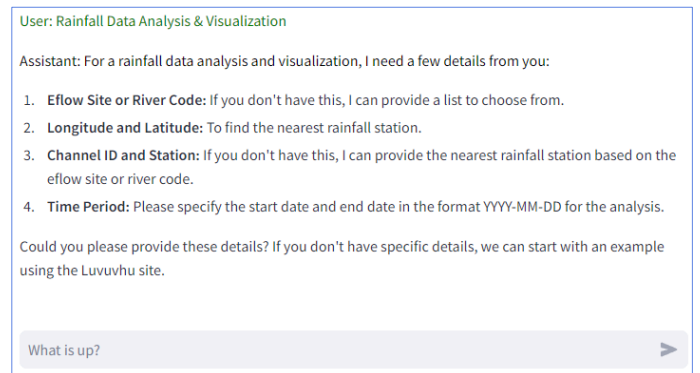 User: Rainfall Data Analysis & Visualization
Assistant: For a rainfall data analysis and visualization, I need a few details from you:
1. Eflow Site or River Code: If you don't have this, I can provide a list to choose from.
2. Longitude and Latitude: To find the nearest rainfall station.
3. Channel ID and Station: If you don't have this, I can provide the nearest rainfall station based on the
eflow site or river code.
4. Time Period: Please specify the start date and end date in the format YYYY-MM-DD for the analysis.
Could you please provide these details? If you don't have specific details, we can start with an example
using the Luvuvhu site.
What is up?